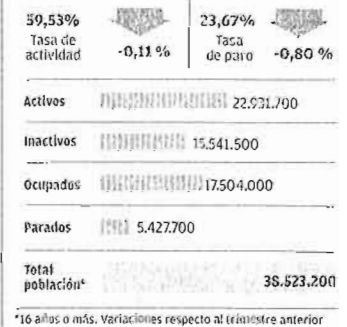 59,53%
Tasa de
actividad
-0,11 %
23,67%
Tasa
de paro
-0,80 %
Activos 22.931.700
Inactivos 15.541.500
Ocupados 17.504.000
Parados 5.427.700
Total
población*
38.523.200
*16 años o más. Variaciones respecto al trimestre anterior